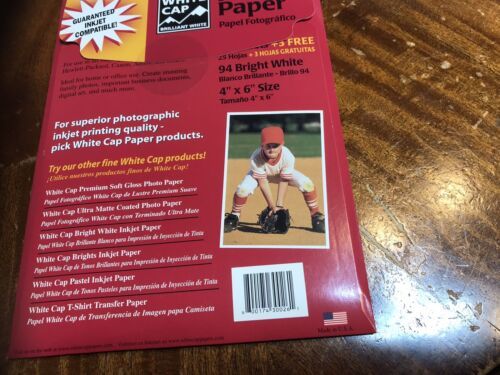 GUARANTEED
INKJET
COMPATIBLE!
WHITE
CAP
BRILLIANT WHITE
Paper
Papel Fotográfico
+5 FREE
25 Hojas + 3 HOJAS GRATUITAS
94 Bright White
Blanco Brillante - Brillo 94
4" x 6" Size
Tamaño 4" x 6"
For use
Hewlett Packard, Canon,
Ideal for home or office use. Create stunning
family photos, important business documents,
digital art, and much more.
For superior photographic
inkjet printing quality -
pick White Cap Paper products.
Try our other fine White Cap products!
¡Utilice nuestros productos finos de White Cap!
White Cap Premium Soft Gloss Photo Paper
Papel Fotográfico White Cap de Lustre Premium Suave
White Cap Ultra Matte Coated Photo Paper
Papel Fotográfico White Cap con Terminado Ultra Mate
White Cap Bright White Inkjet Paper
Papel White Cap Brillante Blanco para Impresión de Inyección de Tinta
White Cap Brights Inkjet Paper
Papel White Cap de Tonos Brillantes para Impresión de Inyección de Tinta
White Cap Pastel Inkjet Paper
Papel White Cap de Tonos Pasteles para Impresión de Inyección de Tinta
White Cap T-Shirt Transfer Paper
Papel White Cap de Transferencia de Imagen papa Camiseta
Made in U.S.A.